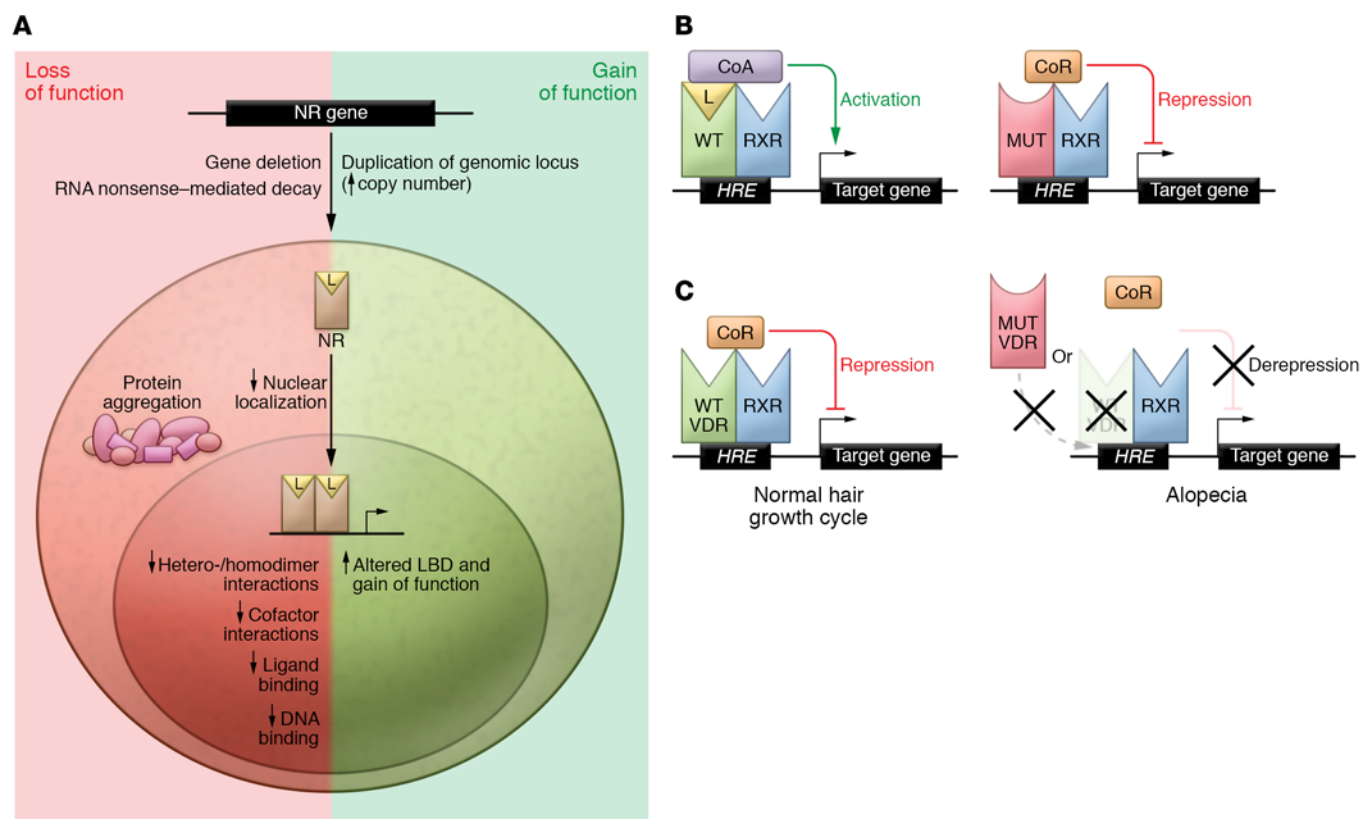 A
Loss
of function
Gain
of function
NR gene
Gene deletion
RNA nonsense–mediated decay
Duplication of genomic locus
(↑copy number)
L
NR
↓ Nuclear
localization
Protein
aggregation
L L
↓Hetero-/homodimer
interactions
↓ Cofactor
interactions
↓ Ligand
binding
↓ DNA
binding
↑ Altered LBD and
gain of function
B
CoA
L
WT RXR
Activation
HRE
Target gene
CoR
MUT RXR
Repression
HRE
Target gene
C
CoR
WT
VDR
RXR
Repression
HRE
Target gene
Normal hair
growth cycle
MUT
VDR
Or
CoR
WT
VDR
RXR
Derepression
HRE
Target gene
Alopecia